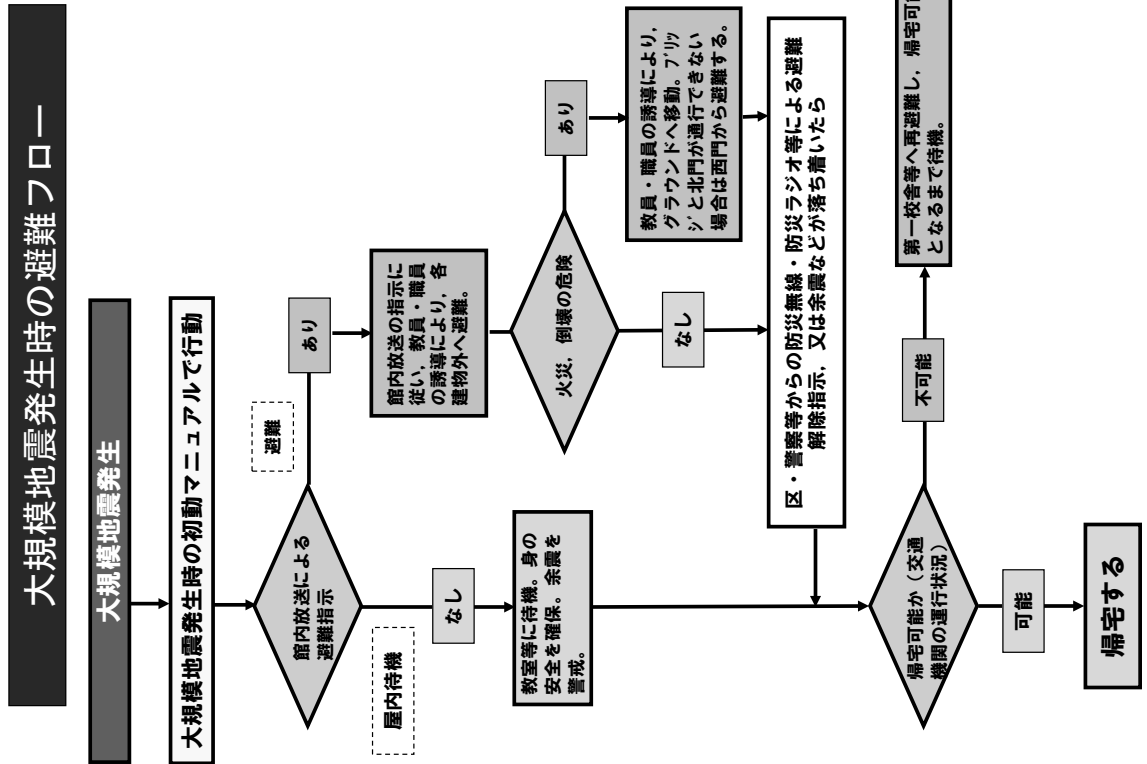 大規模地震発生時の避難フロー
大規模地震発生
大規模地震発生時の初動マニュアルで行動
館内放送による
避難指示
避難
あり
屋内待機
なし
館内放送の指示に
従い，教員・職員
の誘導により，各
建物外へ避難。
教室等に待機。身の
安全を確保。余震を
警戒。
火災，倒壊の危険
あり
なし
教員・職員の誘導により，
グラウンドへ移動。ブリッ
ジと北門が通行できない
場合は西門から避難する。
区・警察等からの防災無線・防災ラジオ等による避難
解除指示，又は余震などが落ち着いたら
帰宅可能か（交通
機関の運行状況）
不可能
第一校舎等へ再避難し，帰宅可
となるまで待機。
可能
帰宅する